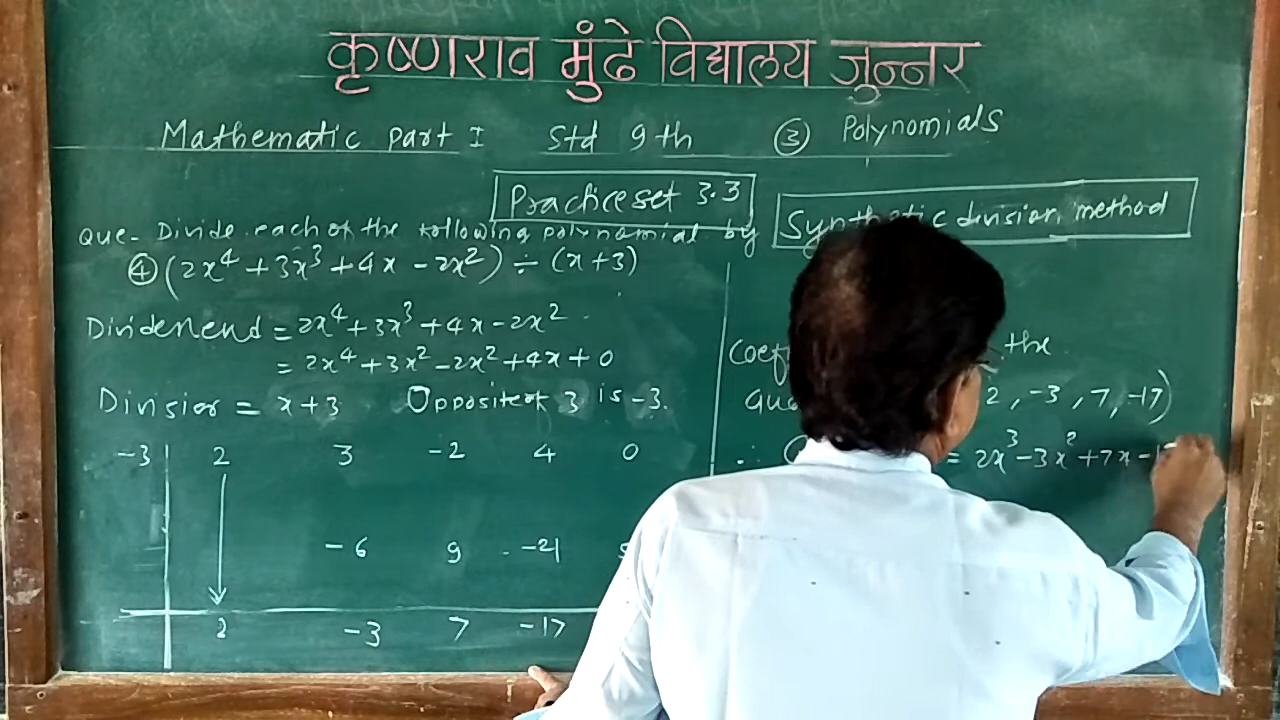 कृष्णराव मुंढे विद्यालय जुन्नर
Mathematic part I Std 9th ③ Polynomials
Practice set 3.3
Que- Divide each of the following polynomial by Synthetic division method
④ (2x⁴ + 3x³ + 4x - 2x²) ÷ (x+3)
Dividenend = 2x⁴ + 3x³ + 4x - 2x²
= 2x⁴ + 3x² - 2x² + 4x + 0
Divisior = x+3 Opposite of 3 is -3.
-3 2 3 -2 4 0
-6 9 -21
2 -3 7 -17
the
2, -3, 7, -17)
= 2x³ - 3x² + 7x - 1